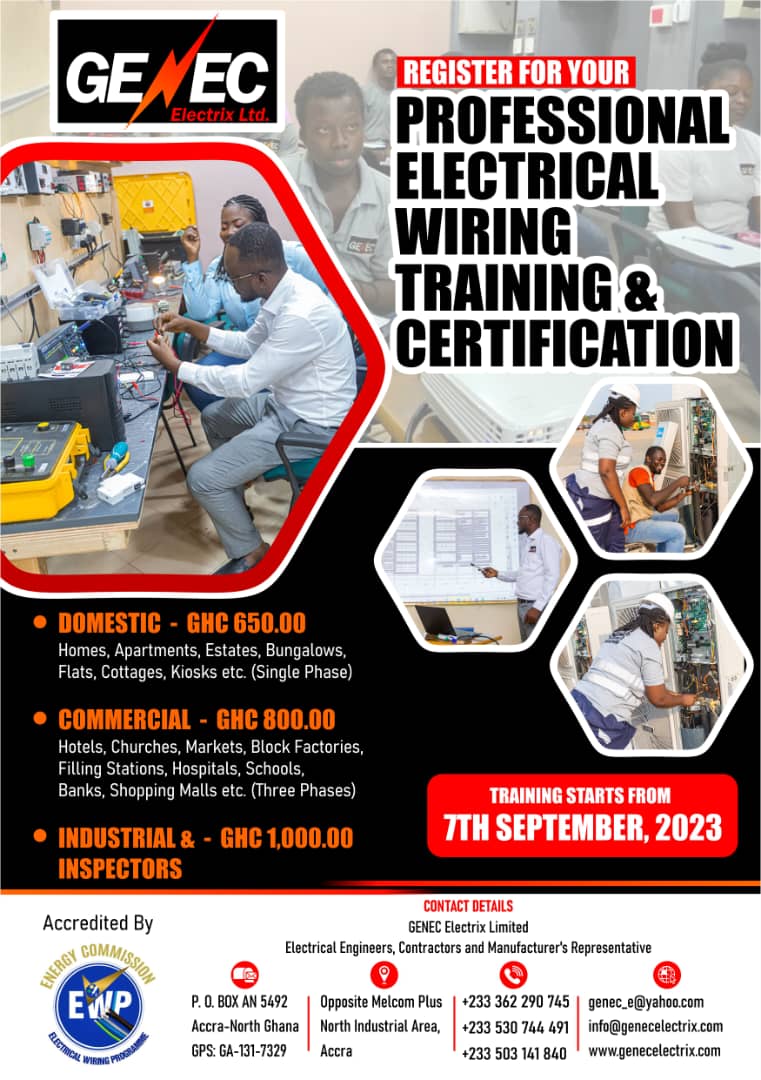 GENEC
Electrix Ltd.
REGISTER FOR YOUR
PROFESSIONAL
ELECTRICAL
WIRING
TRAINING &
CERTIFICATION
• DOMESTIC - GHC 650.00
Homes, Apartments, Estates, Bungalows,
Flats, Cottages, Kiosks etc. (Single Phase)
• COMMERCIAL - GHC 800.00
Hotels, Churches, Markets, Block Factories,
Filling Stations, Hospitals, Schools,
Banks, Shopping Malls etc. (Three Phases)
• INDUSTRIAL & - GHC 1,000.00
INSPECTORS
TRAINING STARTS FROM
7TH SEPTEMBER, 2023
Accredited By
ENERGY COMMISSION
EWP
ELECTRICAL WIRING PROGRAMME
CONTACT DETAILS
GENEC Electrix Limited
Electrical Engineers, Contractors and Manufacturer's Representative
P. O. BOX AN 5492
Accra-North Ghana
GPS: GA-131-7329
Opposite Melcom Plus
North Industrial Area,
Accra
+233 362 290 745
+233 530 744 491
+233 503 141 840
genec_e@yahoo.com
info@genecelectrix.com
www.genecelectrix.com